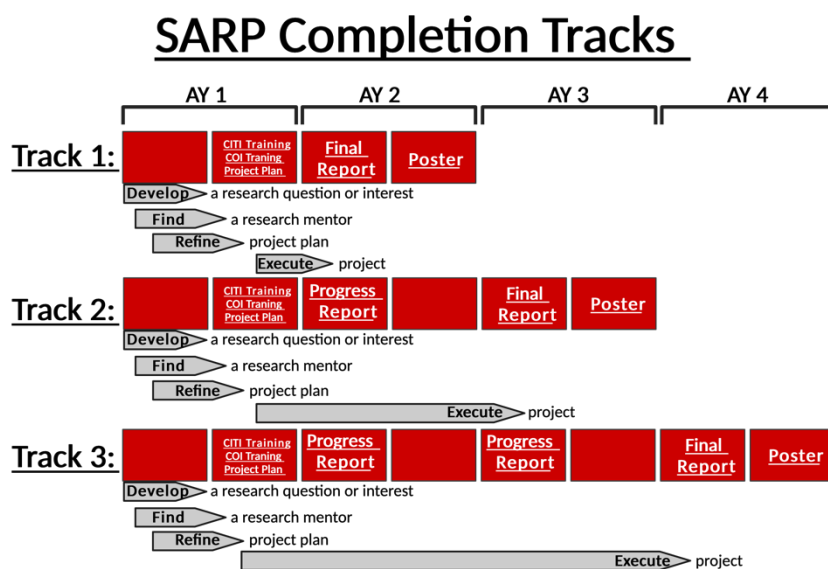 SARP Completion Tracks
AY 1 AY 2 AY 3 AY 4
Track 1:
CITI Training
COI Traning
Project Plan
Final
Report
Poster
Develop a research question or interest
Find a research mentor
Refine project plan
Execute project
Track 2:
CITI Training
COI Traning
Project Plan
Progress
Report
Final
Report
Poster
Develop a research question or interest
Find a research mentor
Refine project plan
Execute project
Track 3:
CITI Training
COI Traning
Project Plan
Progress
Report
Progress
Report
Final
Report
Poster
Develop a research question or interest
Find a research mentor
Refine project plan
Execute project